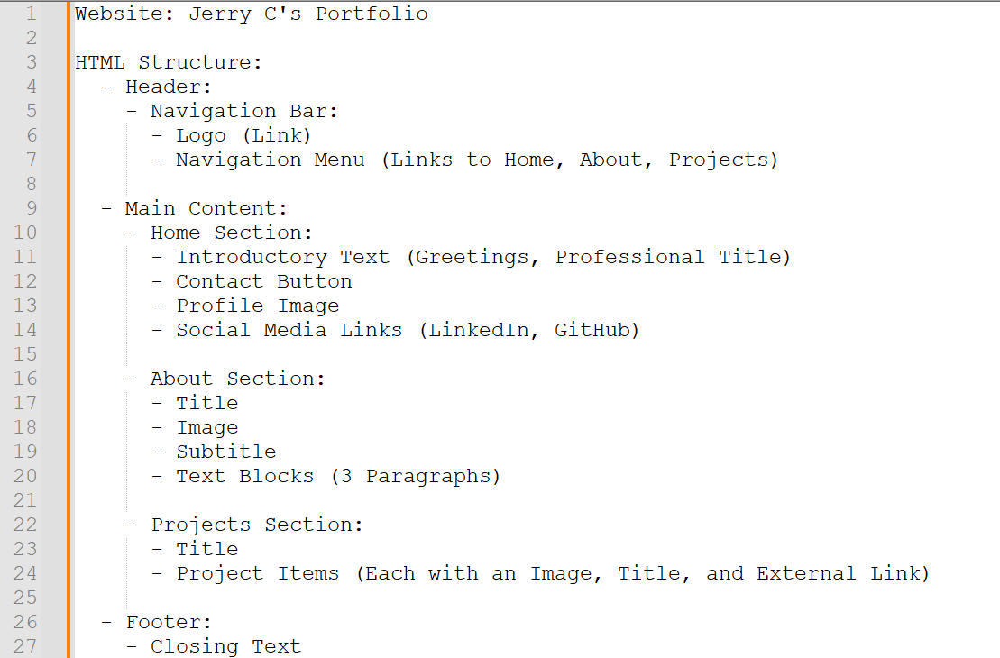 1 Website: Jerry C's Portfolio
2
3 HTML Structure:
4   - Header:
5     - Navigation Bar:
6       - Logo (Link)
7       - Navigation Menu (Links to Home, About, Projects)
8
9   - Main Content:
10     - Home Section:
11       - Introductory Text (Greetings, Professional Title)
12       - Contact Button
13       - Profile Image
14       - Social Media Links (LinkedIn, GitHub)
15
16     - About Section:
17       - Title
18       - Image
19       - Subtitle
20       - Text Blocks (3 Paragraphs)
21
22     - Projects Section:
23       - Title
24       - Project Items (Each with an Image, Title, and External Link)
25
26   - Footer:
27     - Closing Text